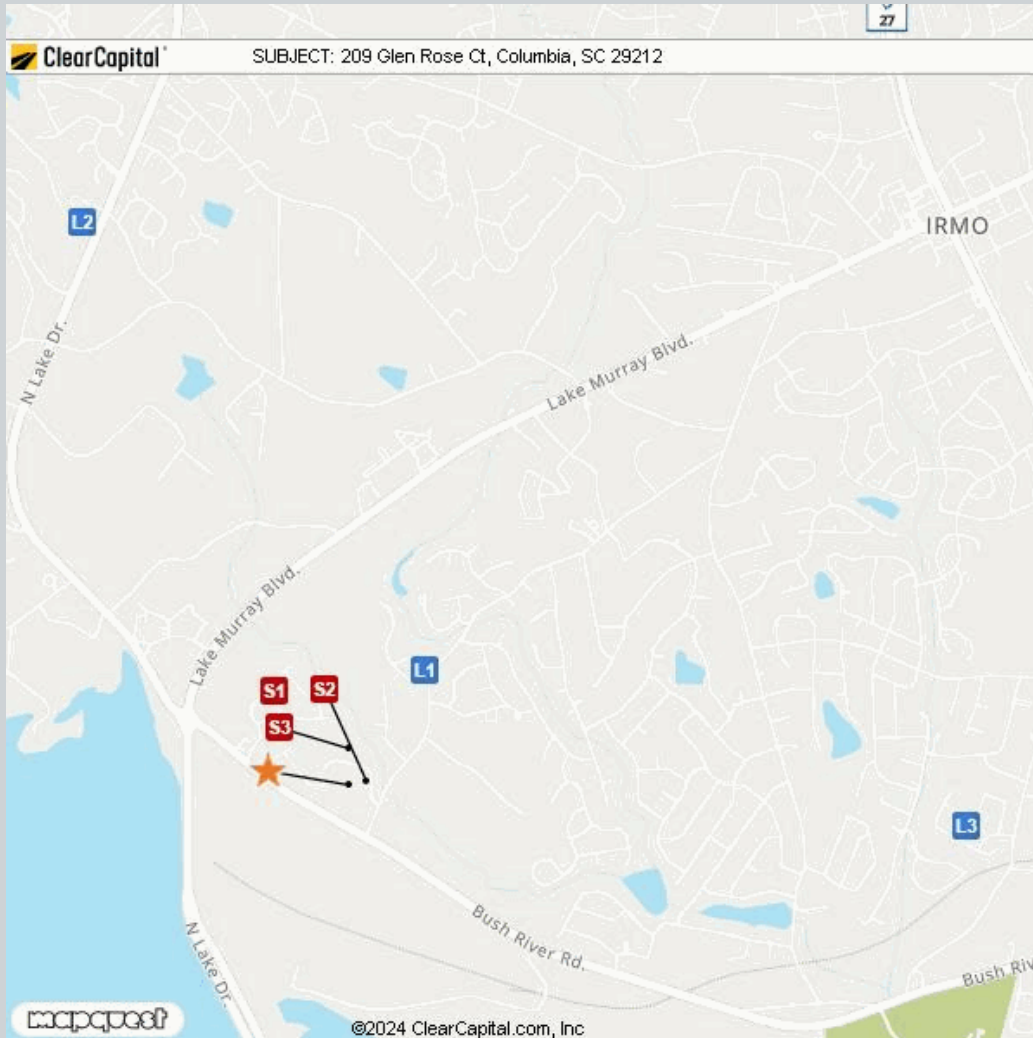 27
ClearCapital
SUBJECT: 209 Glen Rose Ct, Columbia, SC 29212
L2
IRMO
N Lake Dr.
Lake Murray Blvd.
Lake Murray Blvd.
L1
S1
S2
S3
L3
Bush River Rd.
N Lake Dr.
Bush Riv
mapquest
©2024 ClearCapital.com, Inc